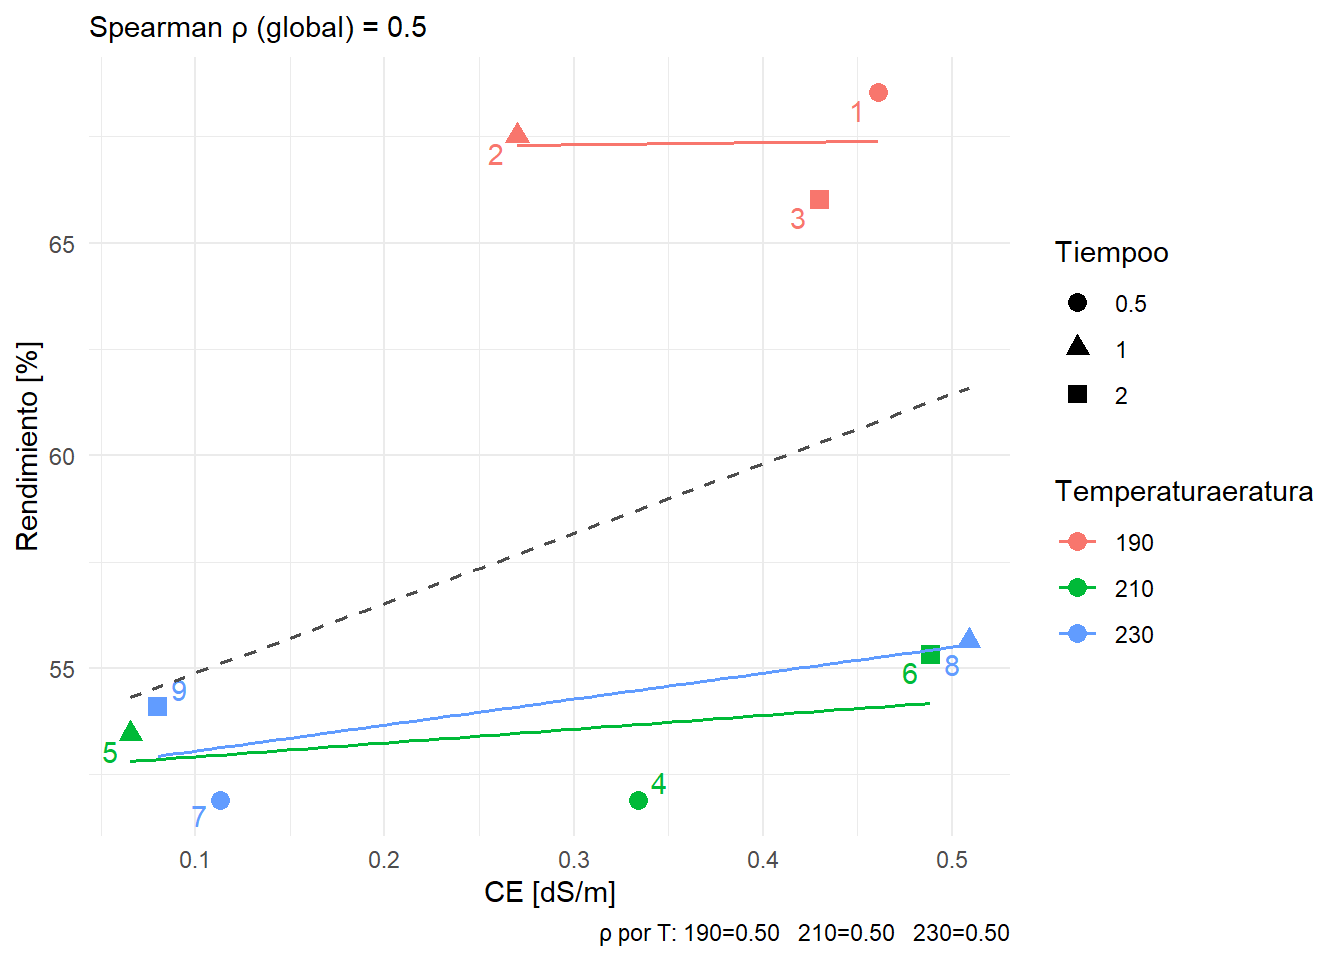 Spearman ρ (global) = 0.5
Rendimiento [%]
65
60
55
1
2
3
9
5
7
4
6
8
0.1 0.2 0.3 0.4 0.5
CE [dS/m]
ρ por T: 190=0.50 210=0.50 230=0.50
Tiempoo
0.5
1
2
Temperaturaeratura
190
210
230